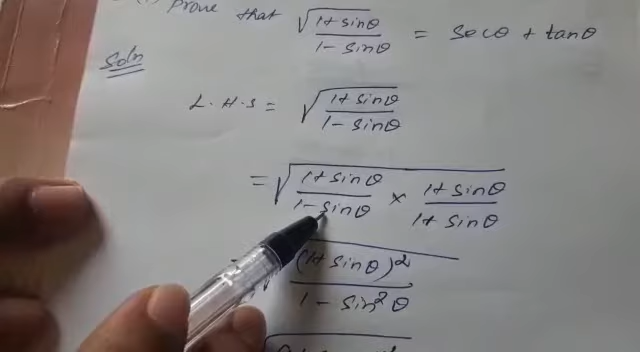 Prove that √(1+sinθ / 1-sinθ) = secθ + tanθ
Soln
L.H.S = √(1+sinθ / 1-sinθ)
= √(1+sinθ / 1-sinθ × 1+sinθ / 1+sinθ)
√((1+sinθ)² / 1-sin²θ)